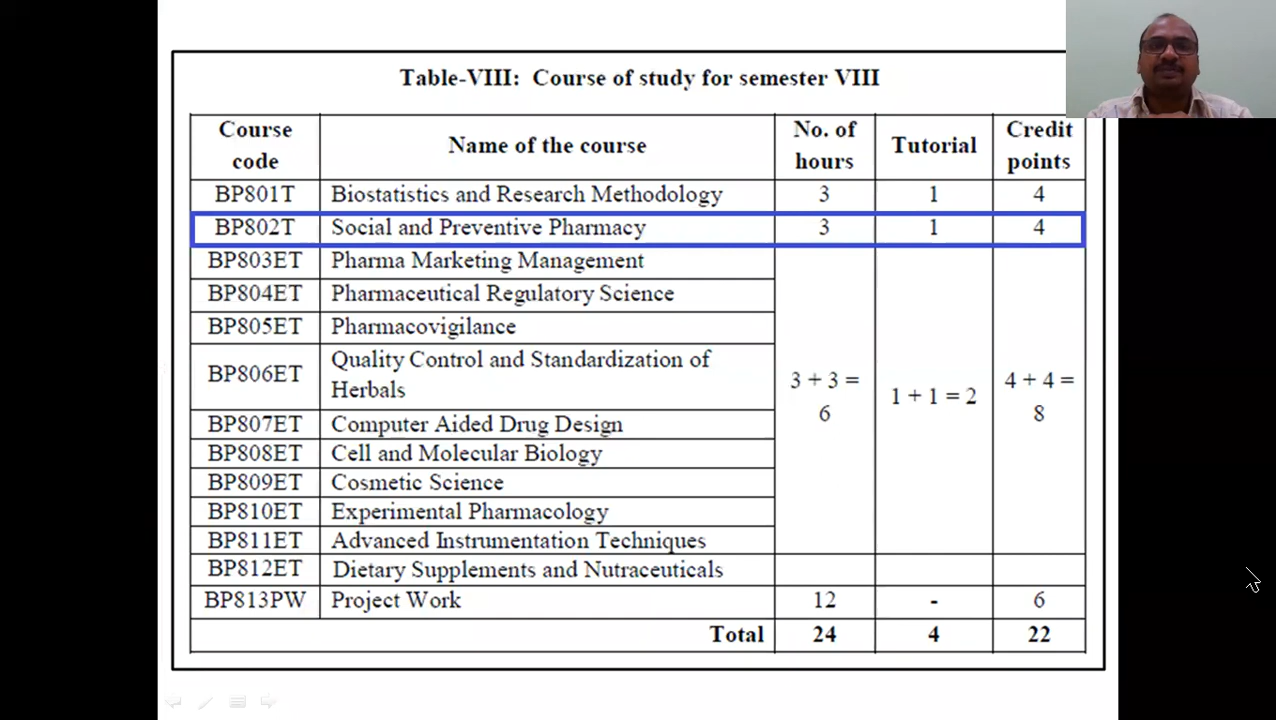 Table-VIII: Course of study for semester VIII
Course code Name of the course No. of hours Tutorial Credit points
BP801T Biostatistics and Research Methodology 3 1 4
BP802T Social and Preventive Pharmacy 3 1 4
BP803ET Pharma Marketing Management
BP804ET Pharmaceutical Regulatory Science
BP805ET Pharmacovigilance
BP806ET Quality Control and Standardization of Herbals
3 + 3 = 6 1 + 1 = 2 4 + 4 = 8
BP807ET Computer Aided Drug Design
BP808ET Cell and Molecular Biology
BP809ET Cosmetic Science
BP810ET Experimental Pharmacology
BP811ET Advanced Instrumentation Techniques
BP812ET Dietary Supplements and Nutraceuticals
BP813PW Project Work 12 - 6
Total 24 4 22